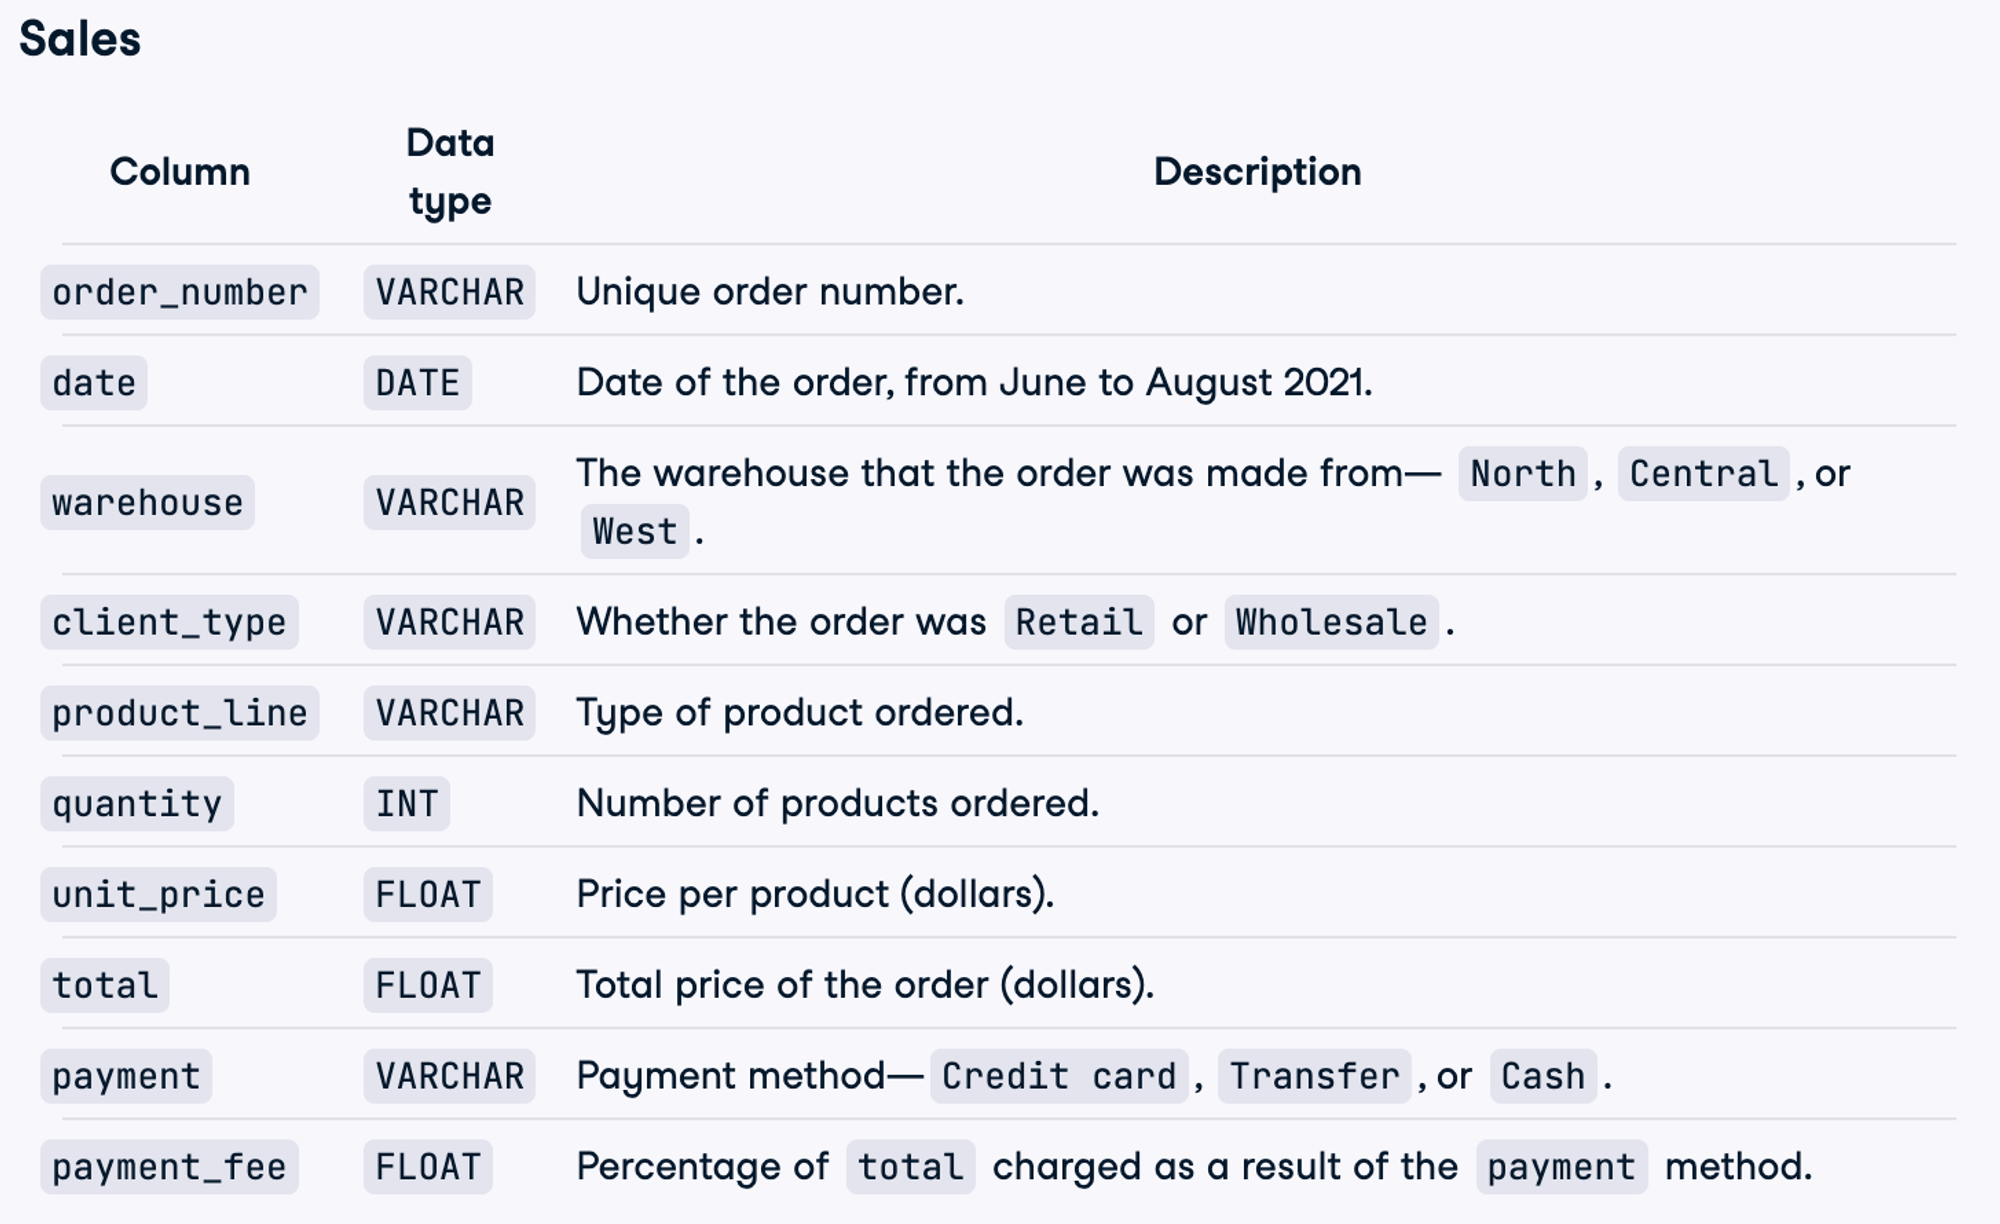 Sales
Column Data type Description
order_number VARCHAR Unique order number.
date DATE Date of the order, from June to August 2021.
warehouse VARCHAR The warehouse that the order was made from— North, Central, or
West.
client_type VARCHAR Whether the order was Retail or Wholesale.
product_line VARCHAR Type of product ordered.
quantity INT Number of products ordered.
unit_price FLOAT Price per product (dollars).
total FLOAT Total price of the order (dollars).
payment VARCHAR Payment method—Credit card, Transfer, or Cash.
payment_fee FLOAT Percentage of total charged as a result of the payment method.